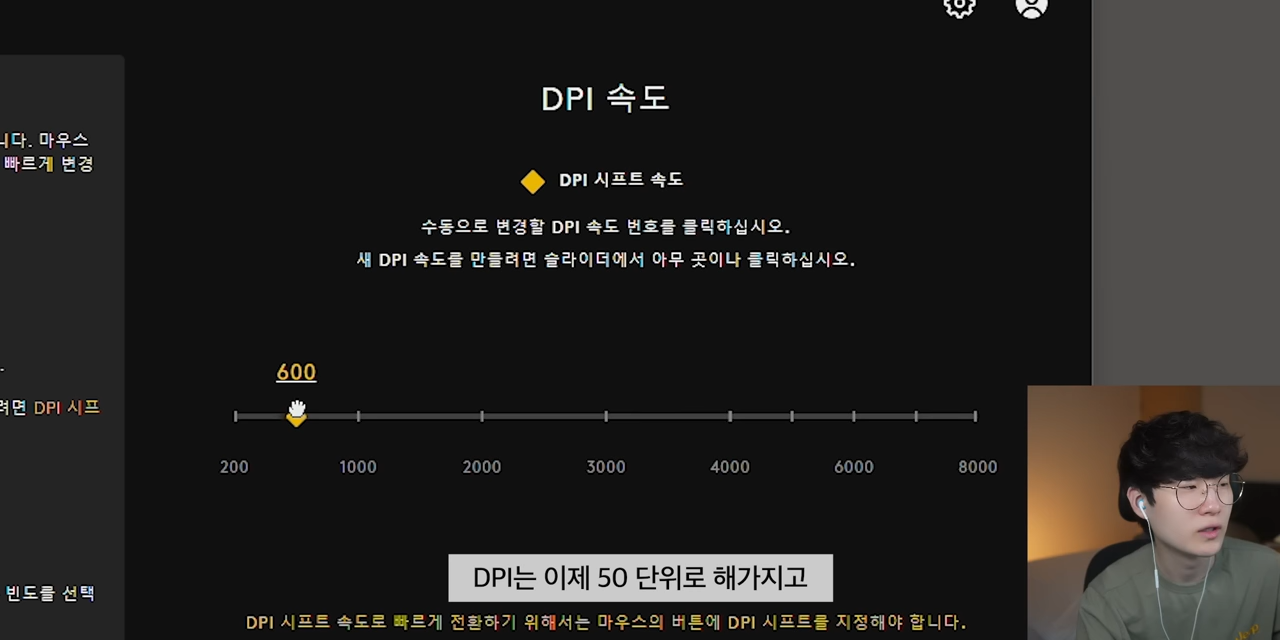 DPI 속도
니다. 마우스
빠르게 변경
DPI 시프트 속도
수동으로 변경할 DPI 속도 번호를 클릭하십시오.
새 DPI 속도를 만들려면 슬라이더에서 아무 곳이나 클릭하십시오.
600
려면 DPI 시프
200 1000 2000 3000 4000 6000 8000
DPI는 이제 50 단위로 해가지고
빈도를 선택
DPI 시프트 속도로 빠르게 전환하기 위해서는 마우스의 버튼에 DPI 시프트를 지정해야 합니다.